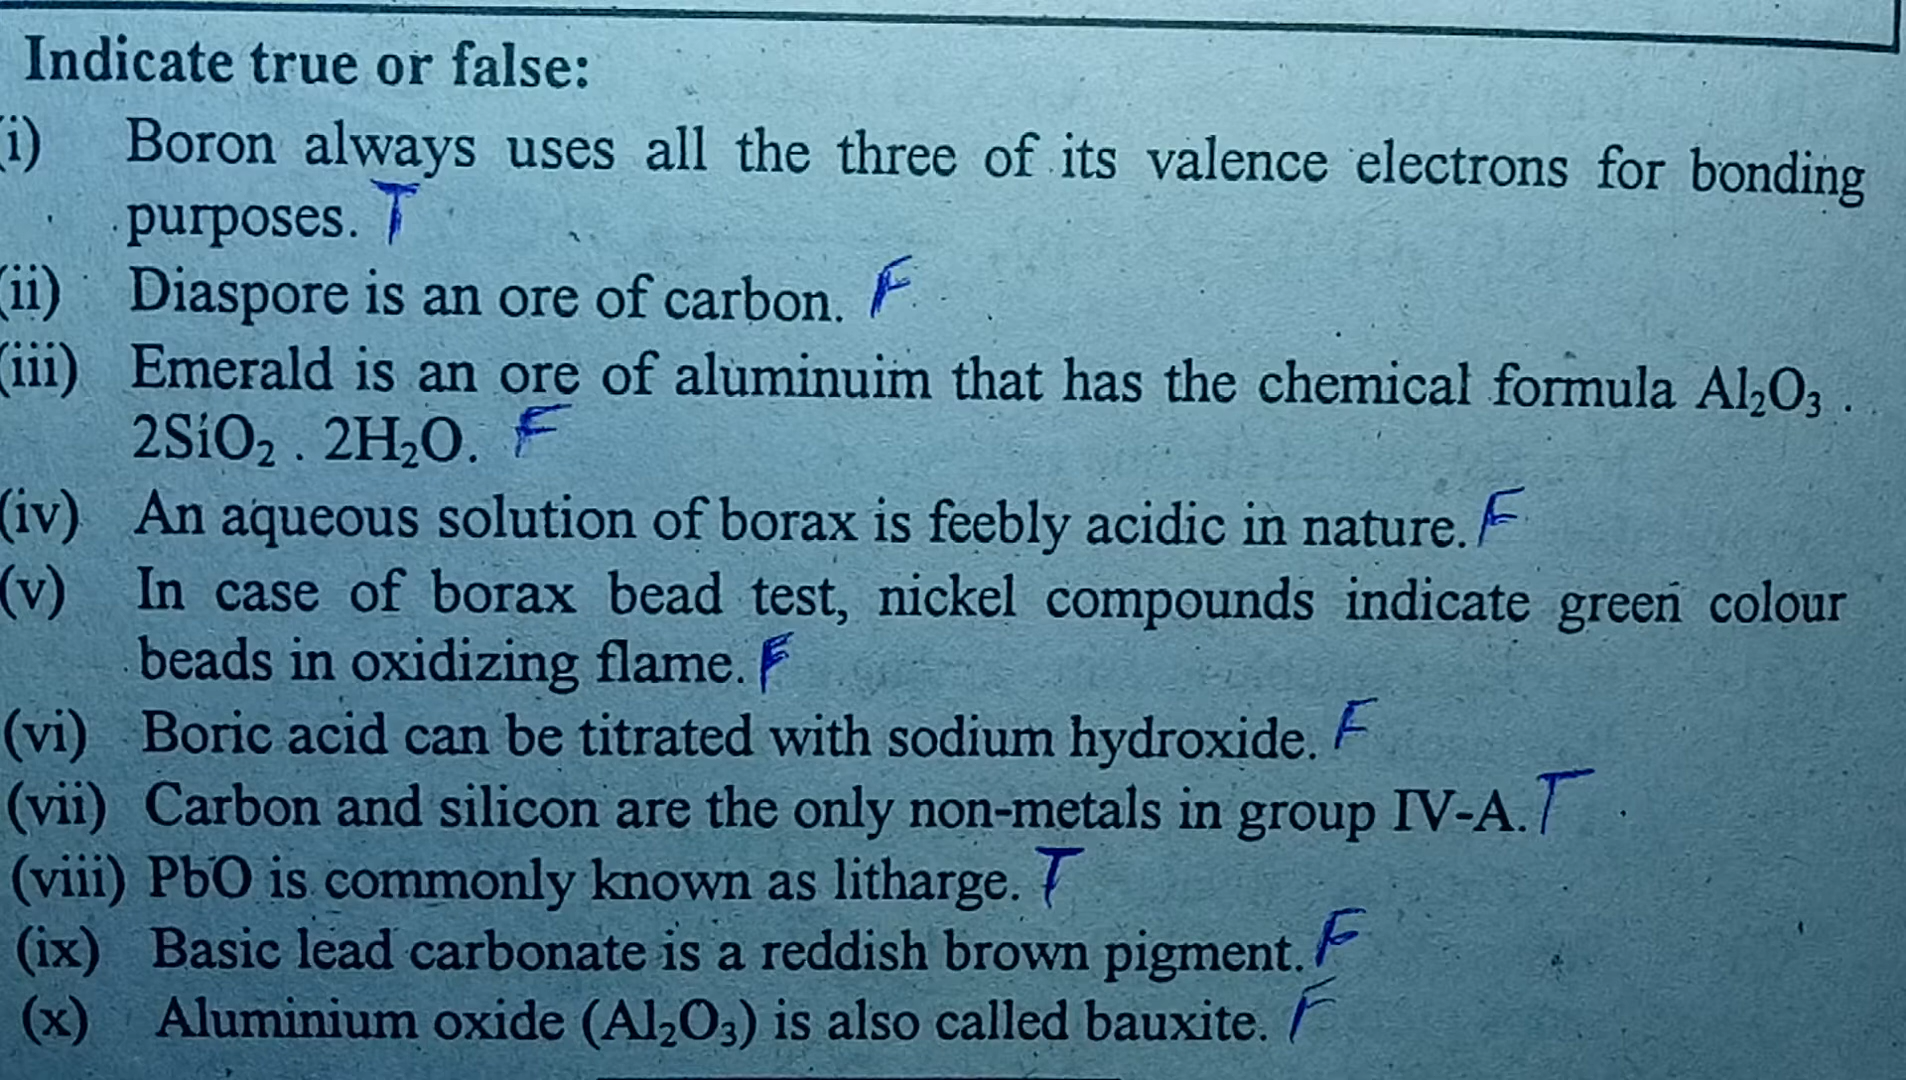 Indicate true or false:
i) Boron always uses all the three of its valence electrons for bonding
purposes. T
(ii) Diaspore is an ore of carbon. F
(iii) Emerald is an ore of aluminuim that has the chemical formula Al₂O₃ .
2SiO₂ . 2H₂O. F
(iv) An aqueous solution of borax is feebly acidic in nature. F
(v) In case of borax bead test, nickel compounds indicate green colour
beads in oxidizing flame. F
(vi) Boric acid can be titrated with sodium hydroxide. F
(vii) Carbon and silicon are the only non-metals in group IV-A. T
(viii) PbO is commonly known as litharge. T
(ix) Basic lead carbonate is a reddish brown pigment. F
(x) Aluminium oxide (Al₂O₃) is also called bauxite. F